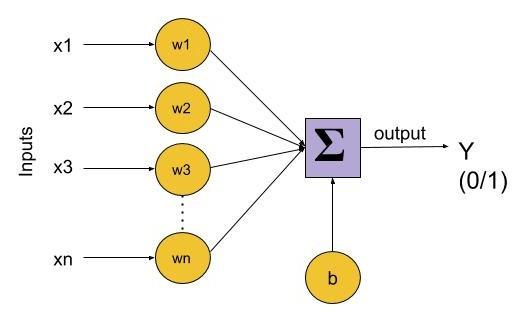 x1
w1
x2
w2
x3
w3
xn
wn
Inputs
Σ
b
output
Y
(0/1)